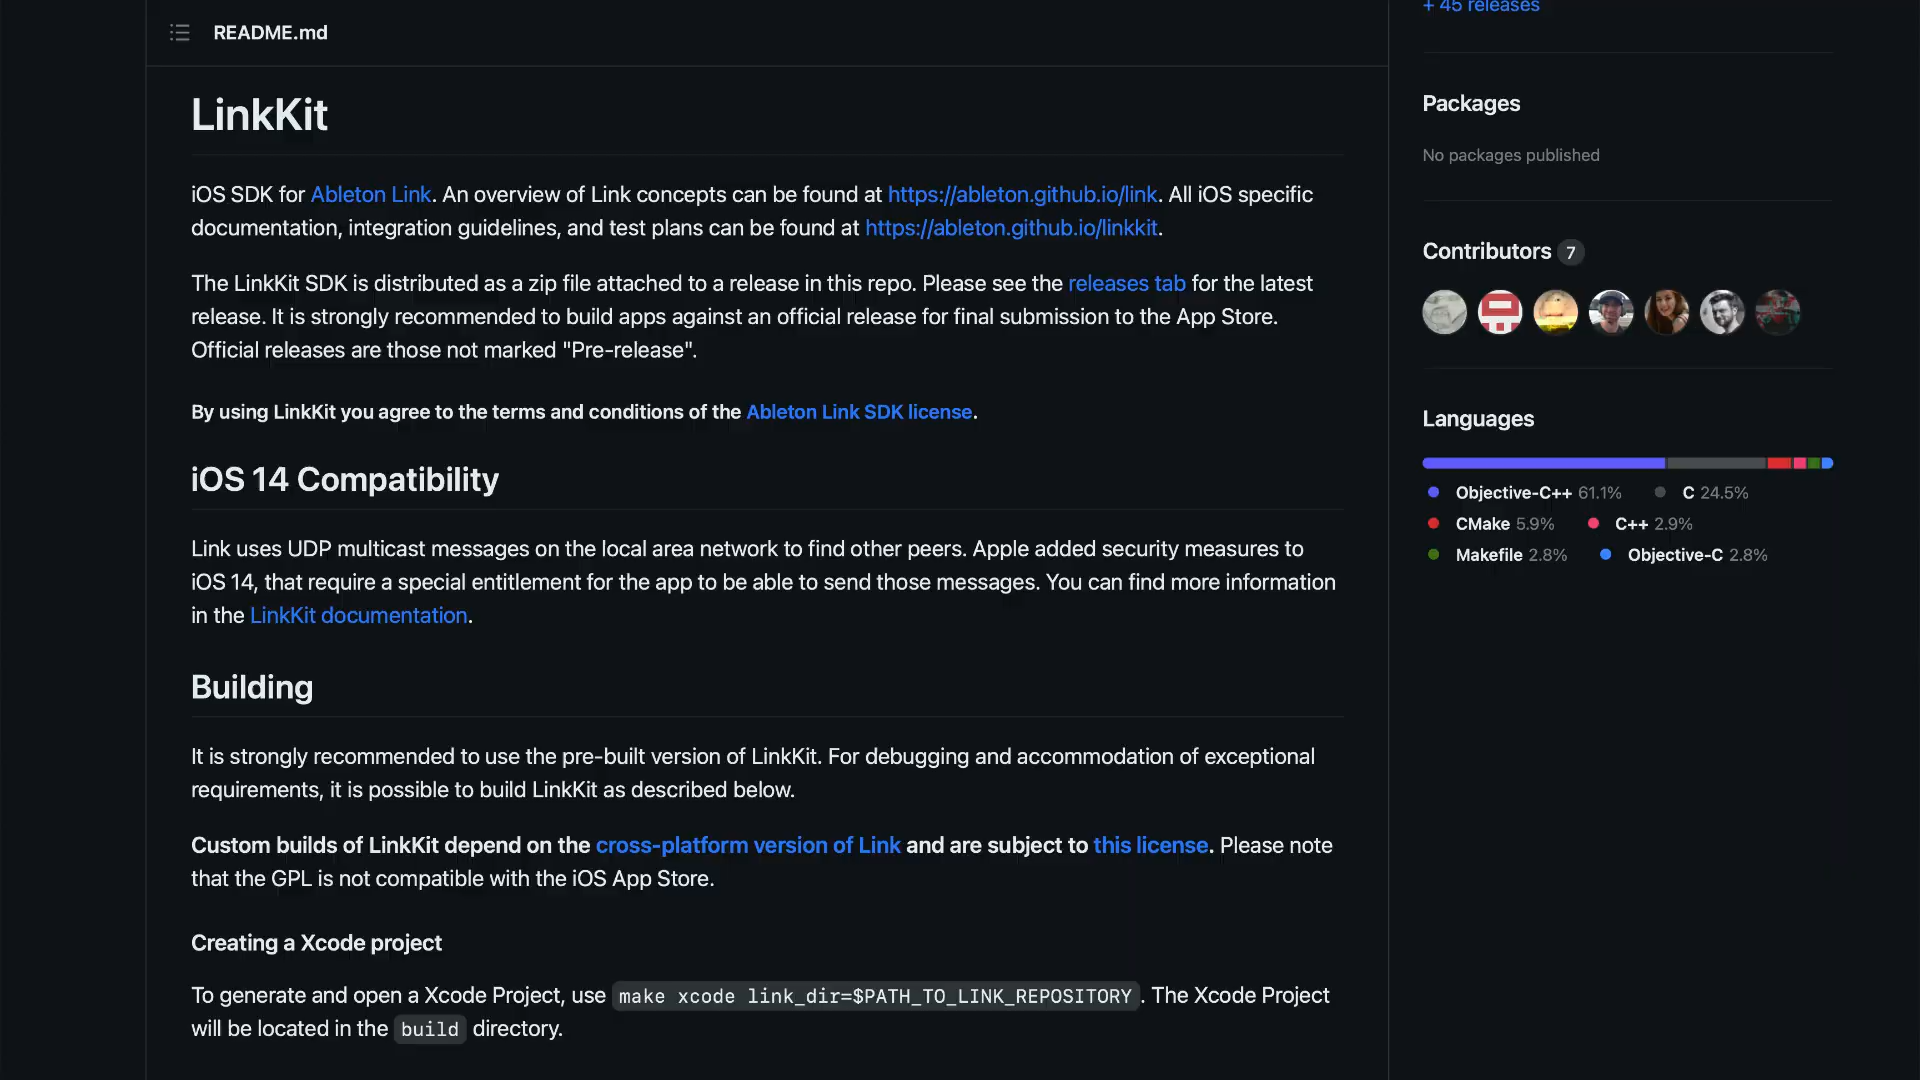 README.md
LinkKit
iOS SDK for Ableton Link. An overview of Link concepts can be found at https://ableton.github.io/link. All iOS specific
documentation, integration guidelines, and test plans can be found at https://ableton.github.io/linkkit.
The LinkKit SDK is distributed as a zip file attached to a release in this repo. Please see the releases tab for the latest
release. It is strongly recommended to build apps against an official release for final submission to the App Store.
Official releases are those not marked "Pre-release".
By using LinkKit you agree to the terms and conditions of the Ableton Link SDK license.
iOS 14 Compatibility
Link uses UDP multicast messages on the local area network to find other peers. Apple added security measures to
iOS 14, that require a special entitlement for the app to be able to send those messages. You can find more information
in the LinkKit documentation.
Building
It is strongly recommended to use the pre-built version of LinkKit. For debugging and accommodation of exceptional
requirements, it is possible to build LinkKit as described below.
Custom builds of LinkKit depend on the cross-platform version of Link and are subject to this license. Please note
that the GPL is not compatible with the iOS App Store.
Creating a Xcode project
To generate and open a Xcode Project, use make xcode link_dir=$PATH_TO_LINK_REPOSITORY. The Xcode Project
will be located in the build directory.
+ 45 releases
Packages
No packages published
Contributors 7
Languages
Objective-C++ 61.1% C 24.5%
CMake 5.9% C++ 2.9%
Makefile 2.8% Objective-C 2.8%